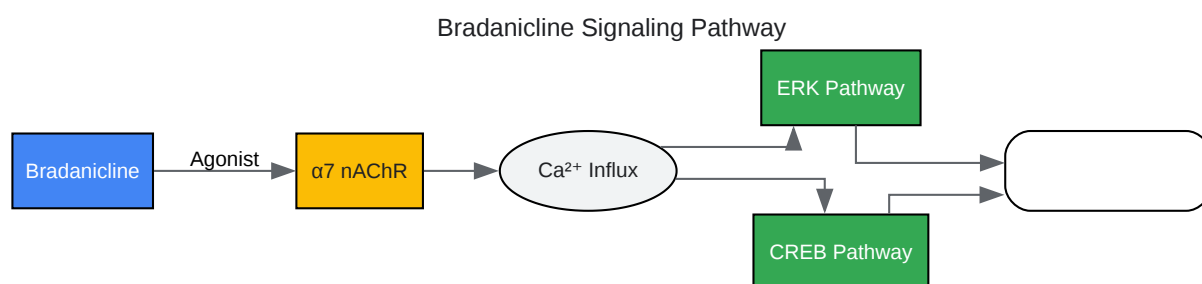 Bradanicline Signaling Pathway
ERK Pathway
Bradanicline
Agonist
α7 nAChR
Ca²⁺ Influx
CREB Pathway